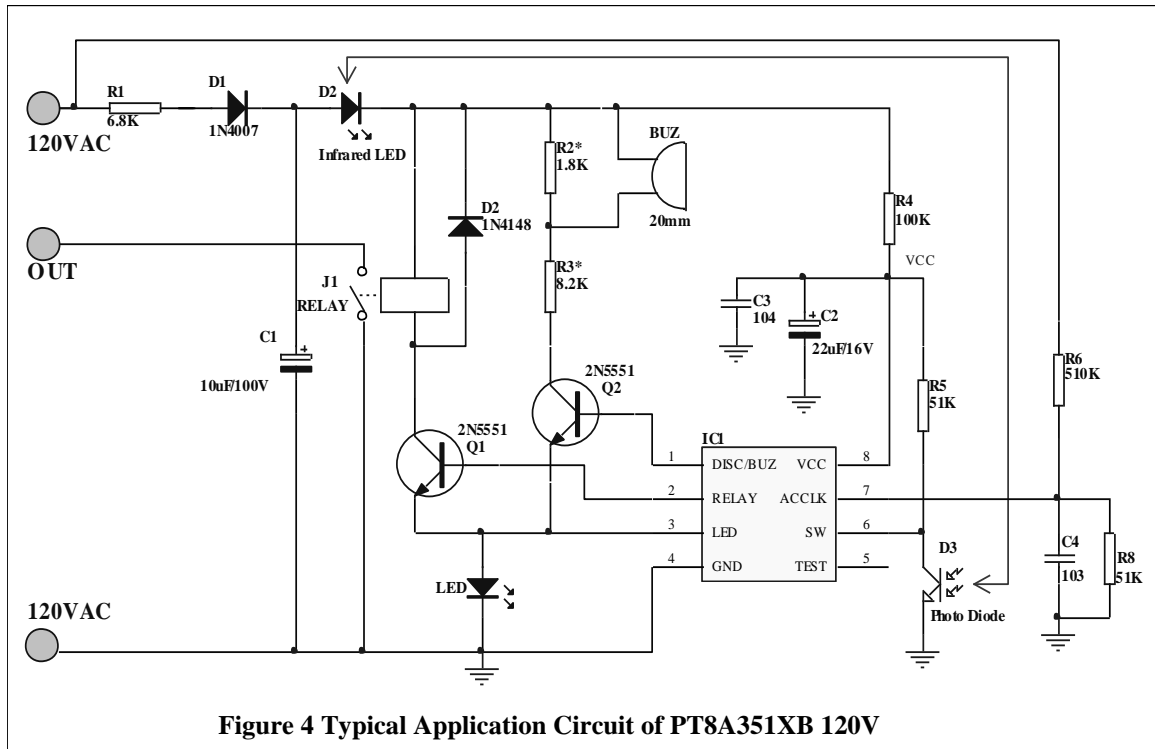 R1
6.8K
D1
1N4007
D2
Infrared LED
120VAC
R2*
1.8K
BUZ
20mm
D2
1N4148
R4
100K
OUT
J1
RELAY
R3*
8.2K
VCC
C3
104
C2
+
22uF/16V
C1
+
10uF/100V
R6
510K
R5
51K
2N5551
Q2
2N5551
Q1
IC1
1
DISC/BUZ
VCC
8
2
RELAY
ACCLK
7
3
LED
SW
6
4
GND
TEST
5
D3
Photo Diode
C4
103
R8
51K
LED
120VAC
Figure 4 Typical Application Circuit of PT8A351XB 120V